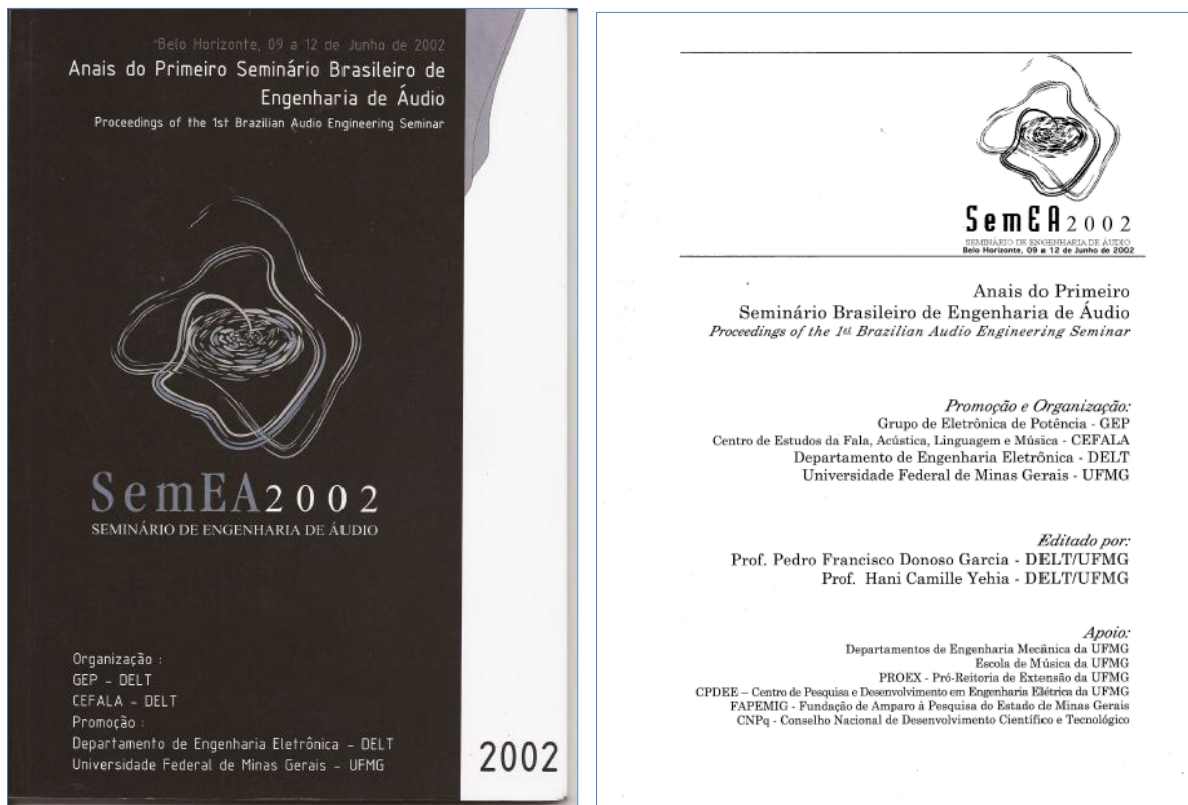 Belo Horizonte, 09 a 12 de Junho de 2002
Anais do Primeiro Seminário Brasileiro de
Engenharia de Áudio
Proceedings of the 1st Brazilian Audio Engineering Seminar
SemEA2002
SEMINÁRIO DE ENGENHARIA DE ÁUDIO
Organização :
GEP - DELT
CEFALA - DELT
Promoção :
Departamento de Engenharia Eletrônica - DELT
Universidade Federal de Minas Gerais - UFMG
2002
SemEA2002
SEMINÁRIO DE ENGENHARIA DE ÁUDIO
Belo Horizonte, 09 a 12 de Junho de 2002
Anais do Primeiro
Seminário Brasileiro de Engenharia de Áudio
Proceedings of the 1st Brazilian Audio Engineering Seminar
Promoção e Organização:
Grupo de Eletrônica de Potência - GEP
Centro de Estudos da Fala, Acústica, Linguagem e Música - CEFALA
Departamento de Engenharia Eletrônica - DELT
Universidade Federal de Minas Gerais - UFMG
Editado por:
Prof. Pedro Francisco Donoso Garcia - DELT/UFMG
Prof. Hani Camille Yehia - DELT/UFMG
Apoio:
Departamentos de Engenharia Mecânica da UFMG
Escola de Música da UFMG
PROEX - Pró-Reitoria de Extensão da UFMG
CPDEE – Centro de Pesquisa e Desenvolvimento em Engenharia Elétrica da UFMG
FAPEMIG - Fundação de Amparo à Pesquisa do Estado de Minas Gerais
CNPq - Conselho Nacional de Desenvolvimento Científico e Tecnológico